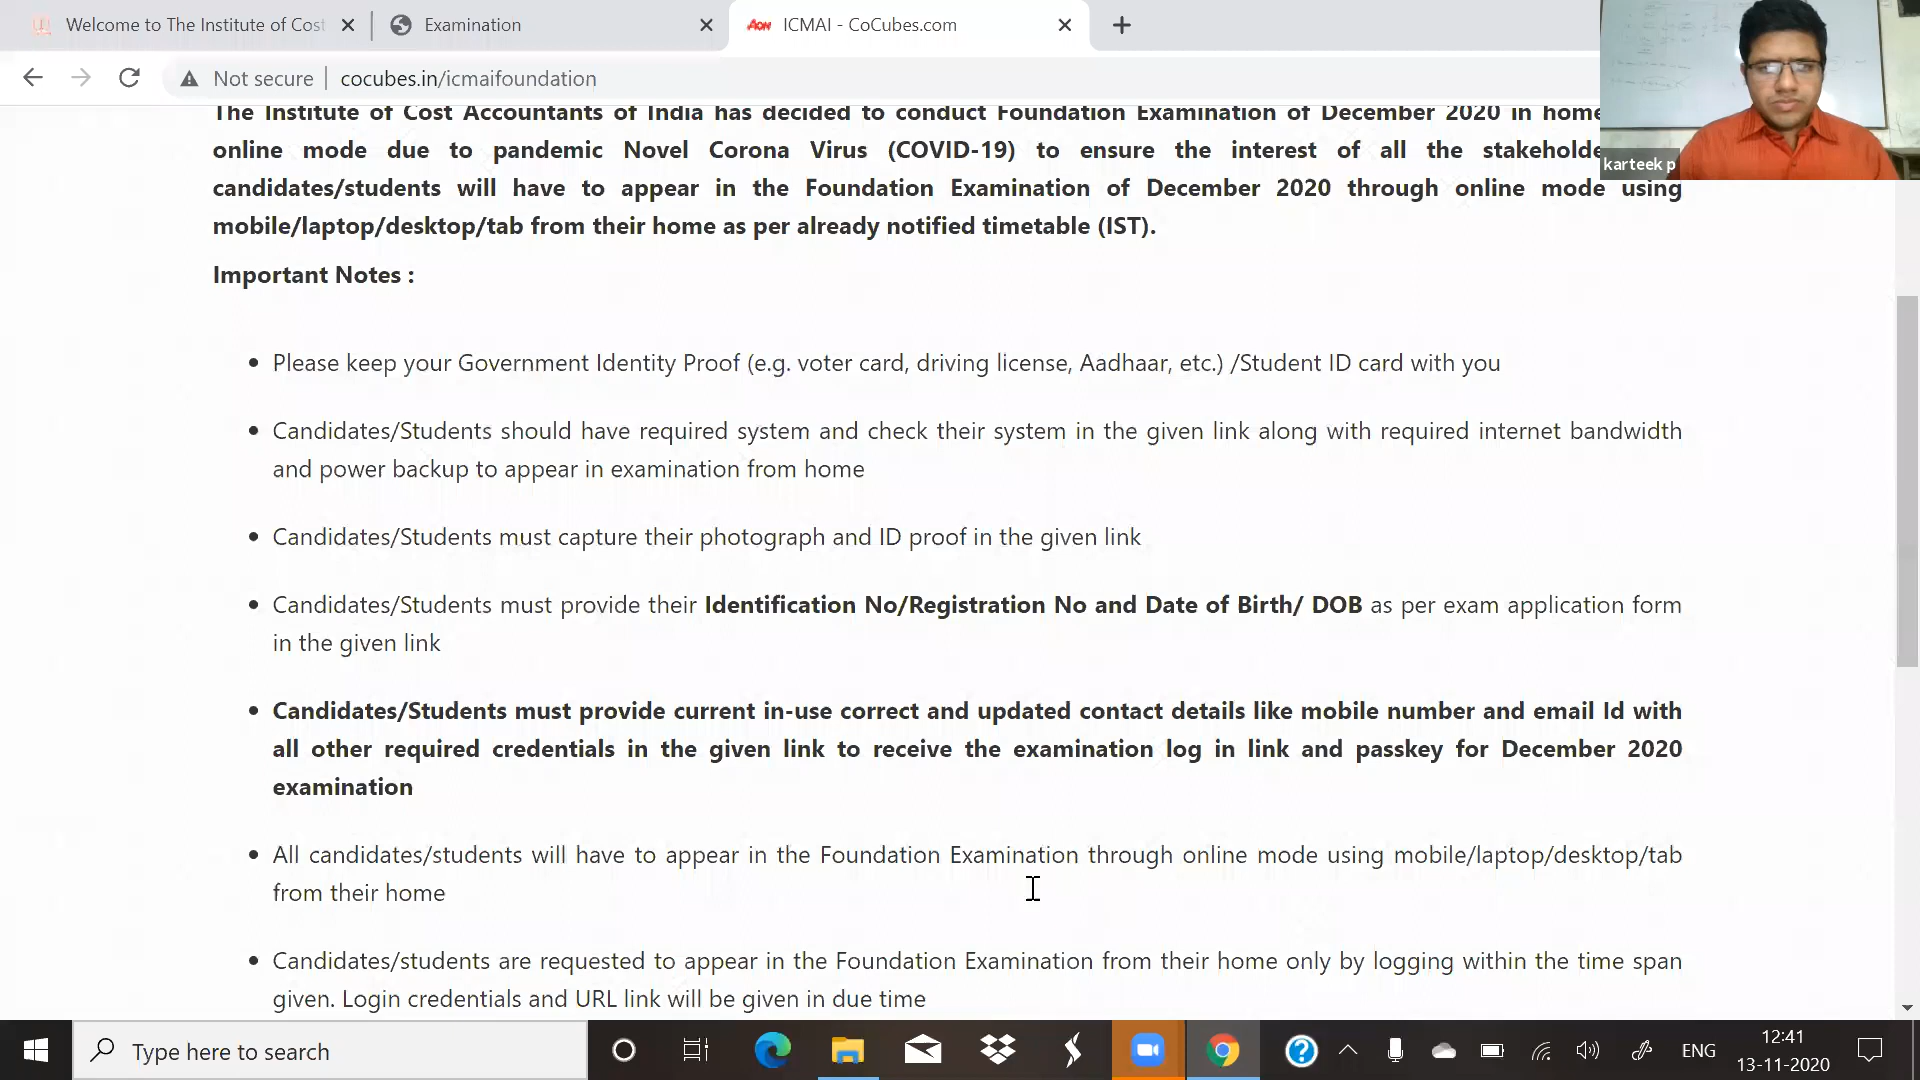 Welcome to The Institute of Cost
Examination
AON ICMAI - CoCubes.com
Not secure
cocubes.in/icmaifoundation
The Institute of Cost Accountants of India has decided to conduct Foundation Examination of December 2020 in home
online mode due to pandemic Novel Corona Virus (COVID-19) to ensure the interest of all the stakeholde
candidates/students will have to appear in the Foundation Examination of December 2020 through online mode using
mobile/laptop/desktop/tab from their home as per already notified timetable (IST).
karteek p
Important Notes :
• Please keep your Government Identity Proof (e.g. voter card, driving license, Aadhaar, etc.) /Student ID card with you
• Candidates/Students should have required system and check their system in the given link along with required internet bandwidth
and power backup to appear in examination from home
• Candidates/Students must capture their photograph and ID proof in the given link
• Candidates/Students must provide their Identification No/Registration No and Date of Birth/ DOB as per exam application form
in the given link
• Candidates/Students must provide current in-use correct and updated contact details like mobile number and email Id with
all other required credentials in the given link to receive the examination log in link and passkey for December 2020
examination
• All candidates/students will have to appear in the Foundation Examination through online mode using mobile/laptop/desktop/tab
from their home
• Candidates/students are requested to appear in the Foundation Examination from their home only by logging within the time span
given. Login credentials and URL link will be given in due time
Type here to search
ENG
12:41
13-11-2020